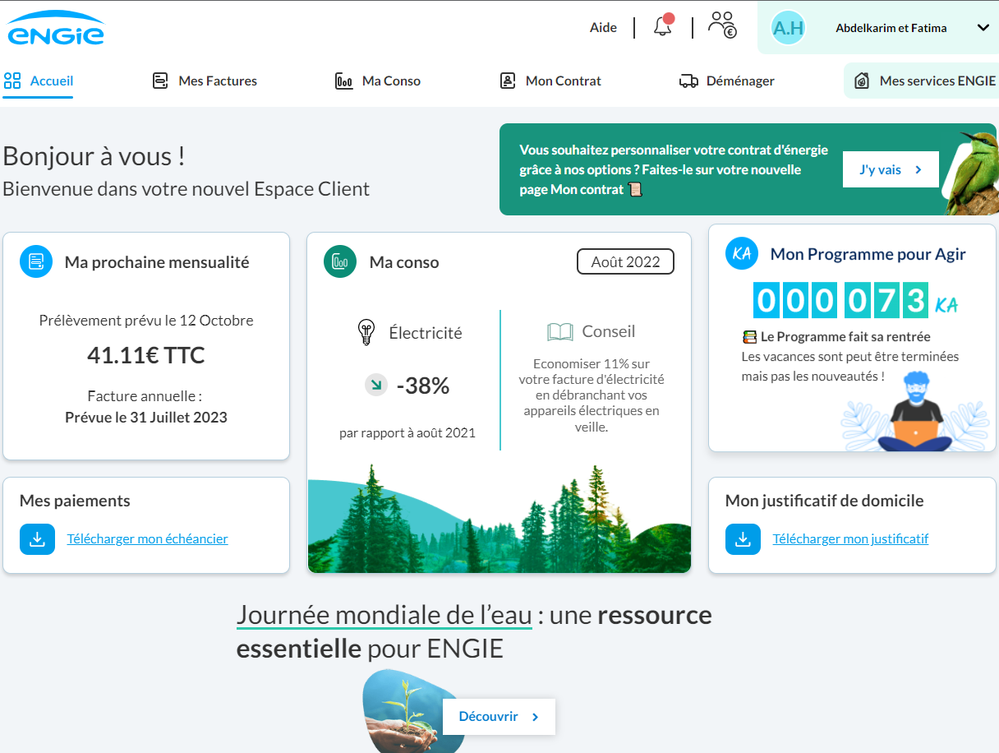 ENGIE
Aide
A.H
Abdelkarim et Fatima
Accueil
Mes Factures
Ma Conso
Mon Contrat
Déménager
Mes services ENGIE
Bonjour à vous !
Bienvenue dans votre nouvel Espace Client
Vous souhaitez personnaliser votre contrat d'énergie
grâce à nos options ? Faites-le sur votre nouvelle
page Mon contrat 📜
J'y vais
Ma prochaine mensualité
Prélèvement prévu le 12 Octobre
41.11€ TTC
Facture annuelle :
Prévue le 31 Juillet 2023
Ma conso
Août 2022
Électricité
-38%
par rapport à août 2021
Conseil
Economiser 11% sur
votre facture d'électricité
en débranchant vos
appareils électriques en
veille.
KA
Mon Programme pour Agir
000 073 KA
📚 Le Programme fait sa rentrée
Les vacances sont peut être terminées
mais pas les nouveautés !
Mes paiements
Télécharger mon échéancier
Mon justificatif de domicile
Télécharger mon justificatif
Journée mondiale de l’eau : une ressource
essentielle pour ENGIE
Découvrir